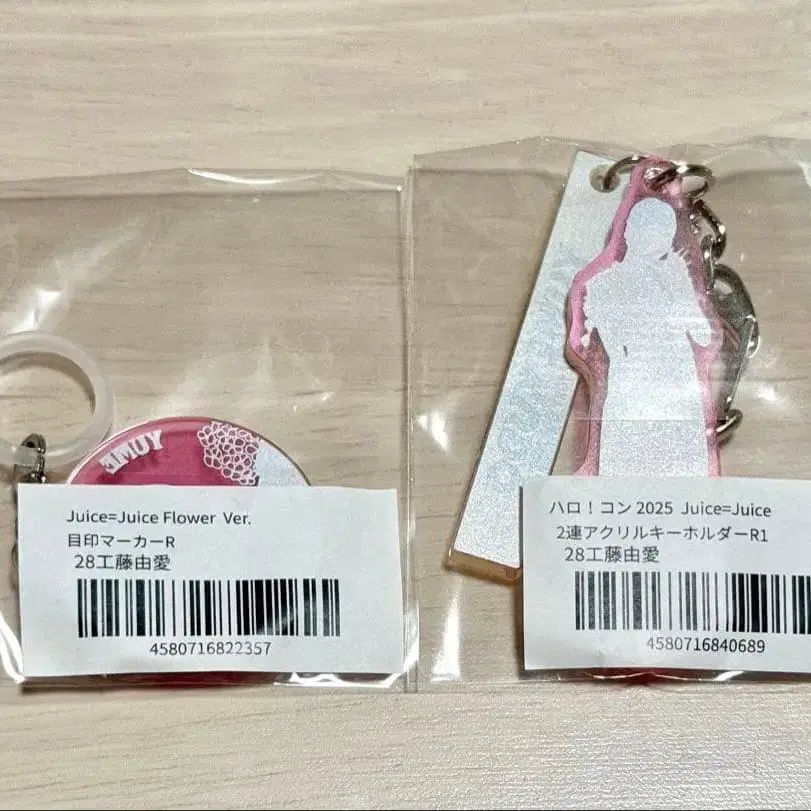 YUME
Juice=Juice Flower Ver.
目印マーカーR
28工藤由愛
4580716822357
ハロ！コン 2025 Juice=Juice
2連アクリルキーホルダーR1
28工藤由愛
4580716840689